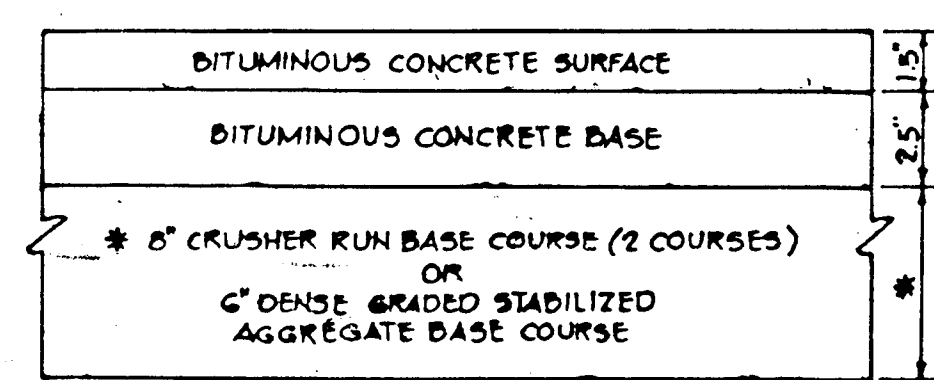 BITUMINOUS CONCRETE SURFACE
1.5"
BITUMINOUS CONCRETE BASE
2.5"
* 8" CRUSHER RUN BASE COURSE (2 COURSES)
OR
6" DENSE GRADED STABILIZED
AGGREGATE BASE COURSE
*